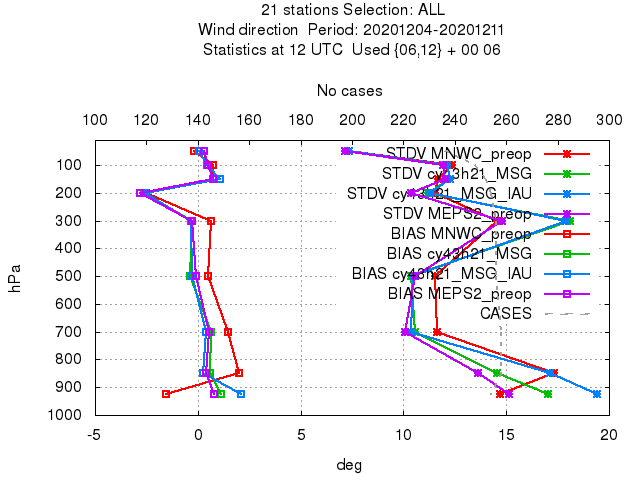 21 stations Selection: ALL
Wind direction  Period: 20201204-20201211
Statistics at 12 UTC  Used {06,12} + 00 06
No cases
100 120 140 160 180 200 220 240 260 280 300
STDV MNWC_preop
STDV cy43h21_MSG
STDV cy43h21_MSG_IAU
STDV MEPS2_preop
BIAS MNWC_preop
BIAS cy43h21_MSG
BIAS cy43h21_MSG_IAU
BIAS MEPS2_preop
CASES
100
200
300
400
500
600
700
800
900
1000
hPa
-5 0 5 10 15 20
deg